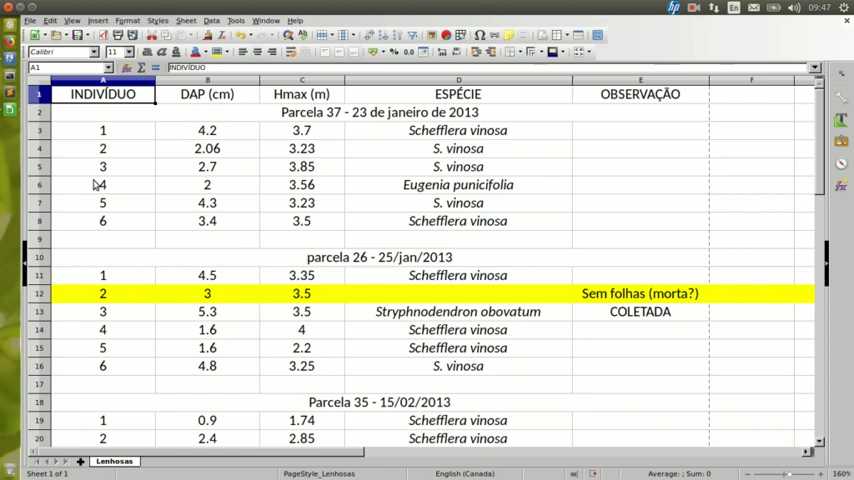 File Edit View Insert Format Styles Sheet Data Tools Window Help
En 09:47
Calibri 11
A1 INDIVÍDUO
A B C D E F
1 INDIVÍDUO DAP (cm) Hmax (m) ESPÉCIE OBSERVAÇÃO
2 Parcela 37 - 23 de janeiro de 2013
3 1 4.2 3.7 Schefflera vinosa
4 2 2.06 3.23 S. vinosa
5 3 2.7 3.85 S. vinosa
6 4 2 3.56 Eugenia punicifolia
7 5 4.3 3.23 S. vinosa
8 6 3.4 3.5 Schefflera vinosa
9
10 parcela 26 - 25/jan/2013
11 1 4.5 3.35 Schefflera vinosa
12 2 3 3.5 Sem folhas (morta?)
13 3 5.3 3.5 Stryphnodendron obovatum COLETADA
14 4 1.6 4 Schefflera vinosa
15 5 1.6 2.2 Schefflera vinosa
16 6 4.8 3.25 S. vinosa
17
18 Parcela 35 - 15/02/2013
19 1 0.9 1.74 Schefflera vinosa
20 2 2.4 2.85 Schefflera vinosa
Lenhosas
Sheet 1 of 1 PageStyle_Lenhosas English (Canada) Average: ; Sum: 0 160%